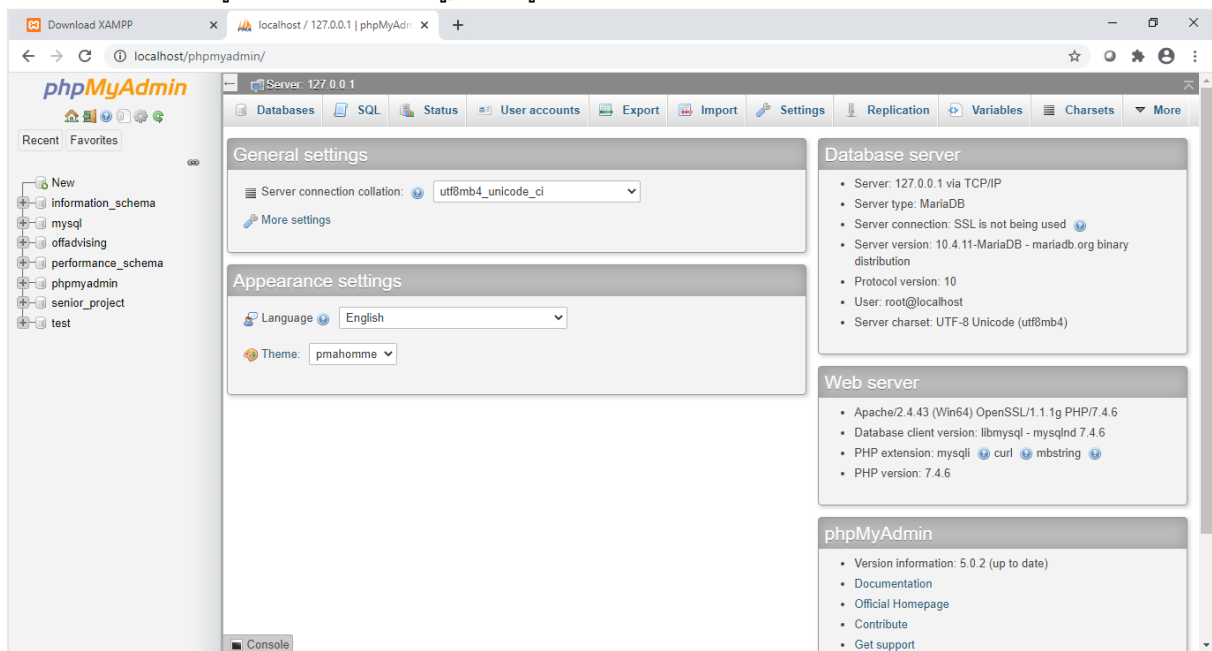 Download XAMPP
localhost / 127.0.0.1 | phpMyAdm
localhost/phpmyadmin/
phpMyAdmin
Recent Favorites
New
information_schema
mysql
offadvising
performance_schema
phpmyadmin
senior_project
test
Server: 127.0.0.1
Databases SQL Status User accounts Export Import Settings Replication Variables Charsets More
General settings
Server connection collation: utf8mb4_unicode_ci
More settings
Appearance settings
Language English
Theme: pmahomme
Database server
Server: 127.0.0.1 via TCP/IP
Server type: MariaDB
Server connection: SSL is not being used
Server version: 10.4.11-MariaDB - mariadb.org binary
distribution
Protocol version: 10
User: root@localhost
Server charset: UTF-8 Unicode (utf8mb4)
Web server
Apache/2.4.43 (Win64) OpenSSL/1.1.1g PHP/7.4.6
Database client version: libmysql - mysqlnd 7.4.6
PHP extension: mysqli curl mbstring
PHP version: 7.4.6
phpMyAdmin
Version information: 5.0.2 (up to date)
Documentation
Official Homepage
Contribute
Get support
Console